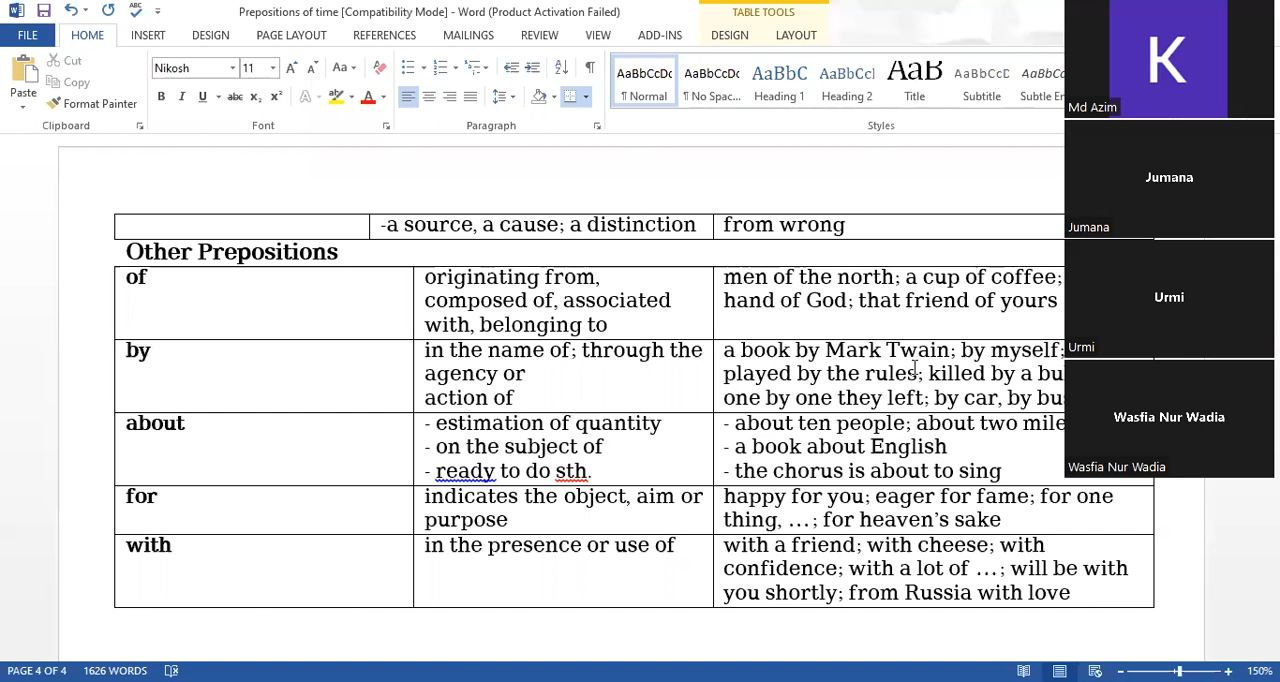 Prepositions of time [Compatibility Mode] - Word (Product Activation Failed)
TABLE TOOLS
FILE HOME INSERT DESIGN PAGE LAYOUT REFERENCES MAILINGS REVIEW VIEW ADD-INS DESIGN LAYOUT
Cut
Copy
Format Painter
Paste
Clipboard
Nikosh 11
Font
Paragraph
AaBbCcDc AaBbCcDc AaBbC AaBbCcl AaB AaBbCcD AaBbCcD
¶ Normal ¶ No Spac... Heading 1 Heading 2 Title Subtitle Subtle Em
Styles
K
Md Azim
Jumana
Jumana
Urmi
Urmi
Wasfia Nur Wadia
Wasfia Nur Wadia
-a source, a cause; a distinction from wrong
Other Prepositions
of originating from, men of the north; a cup of coffee;
composed of, associated hand of God; that friend of yours
with, belonging to
by in the name of; through the a book by Mark Twain; by myself;
agency or played by the rules; killed by a
action of one by one they left; by car, by
about - estimation of quantity - about ten people; about two
- on the subject of - a book about English
- ready to do sth. - the chorus is about to sing
for indicates the object, aim or happy for you; eager for fame; for one
purpose thing, …; for heaven's sake
with in the presence or use of with a friend; with cheese; with
confidence; with a lot of …; will be with
you shortly; from Russia with love
PAGE 4 OF 4 1626 WORDS 150%